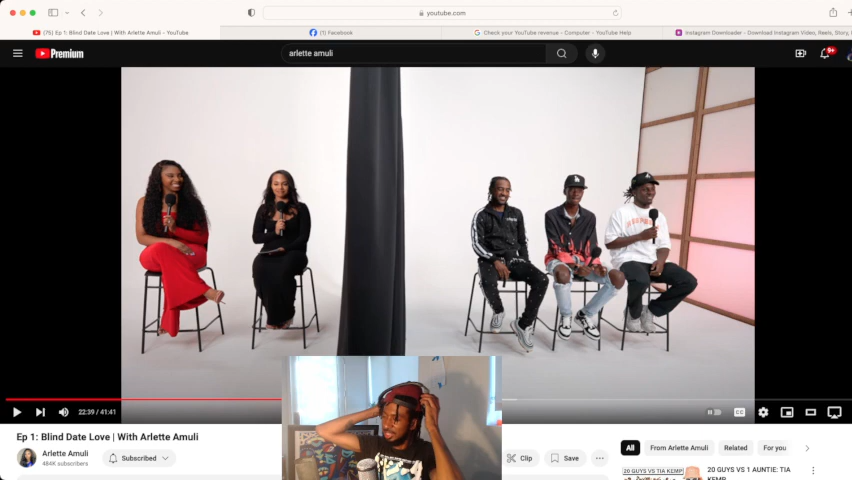 youtube.com
(75) Ep 1: Blind Date Love | With Arlette Amuli - YouTube
(1) Facebook
Check your YouTube revenue - Computer - YouTube Help
Instagram Downloader - Download Instagram Video, Reels, Story,
Premium
arlette amuli
9+
22:39 / 41:41
CC
Ep 1: Blind Date Love | With Arlette Amuli
Arlette Amuli
484K subscribers
Subscribed
Clip
Save
All
From Arlette Amuli
Related
For you
20 GUYS VS TIA KEMP
20 GUYS VS 1 AUNTIE: TIA
KEMP